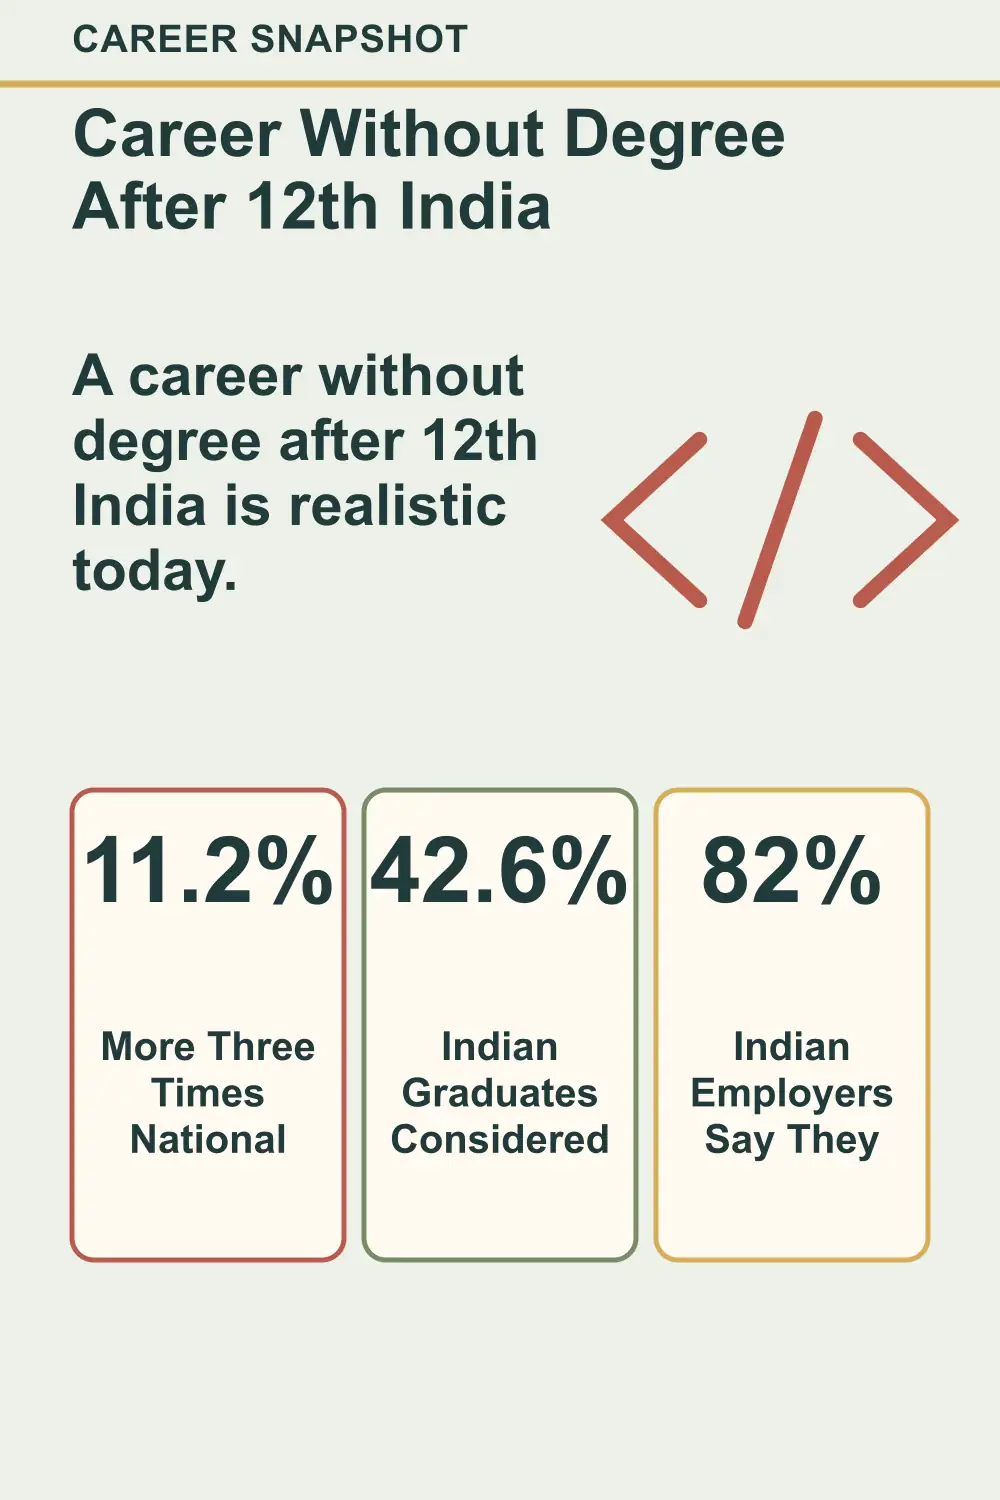 CAREER SNAPSHOT
Career Without Degree
After 12th India
A career without
degree after 12th
India is realistic
today.
11.2%
More Three
Times
National
42.6%
Indian
Graduates
Considered
82%
Indian
Employers
Say They